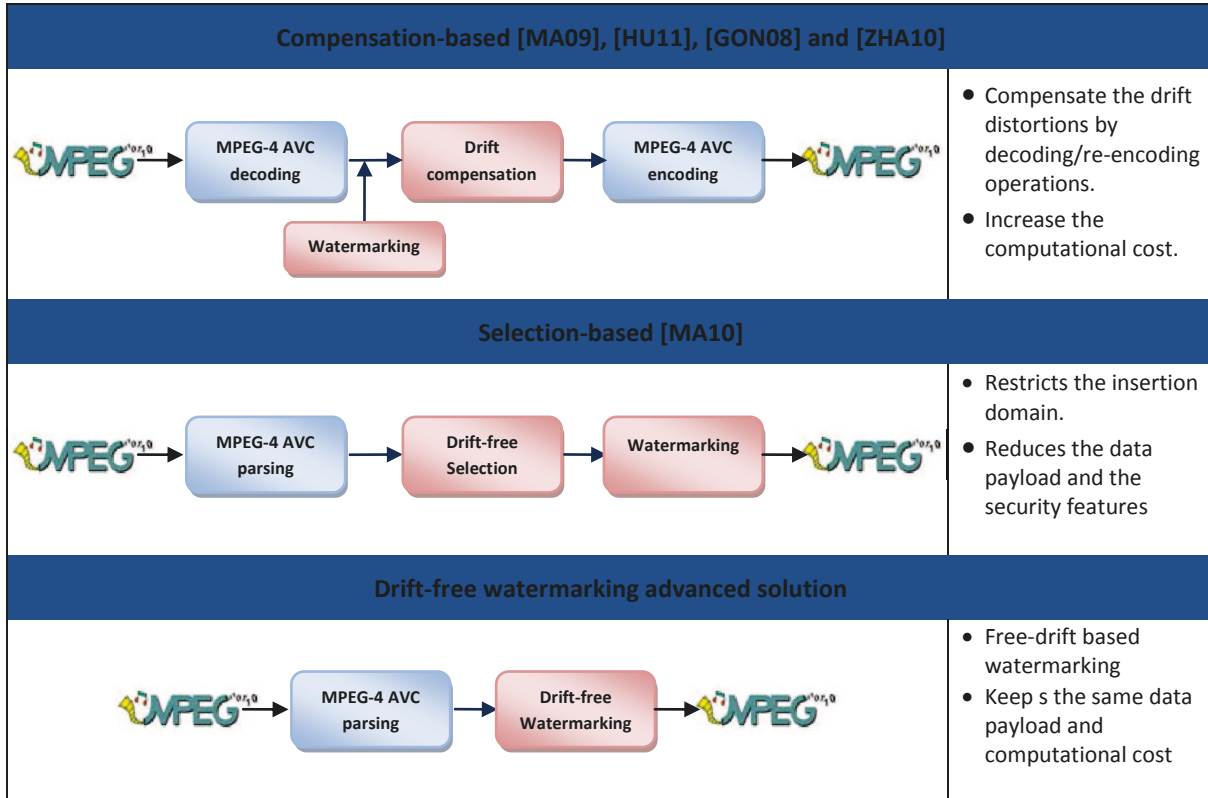 Compensation-based [MA09], [HU11], [GON08] and [ZHA10]
MPEG
MPEG-4 AVC
decoding
Drift
compensation
MPEG-4 AVC
encoding
MPEG
Watermarking
• Compensate the drift
distortions by
decoding/re-encoding
operations.
• Increase the
computational cost.
Selection-based [MA10]
MPEG
MPEG-4 AVC
parsing
Drift-free
Selection
Watermarking
MPEG
• Restricts the insertion
domain.
• Reduces the data
payload and the
security features
Drift-free watermarking advanced solution
MPEG
MPEG-4 AVC
parsing
Drift-free
Watermarking
MPEG
• Free-drift based
watermarking
• Keep s the same data
payload and
computational cost